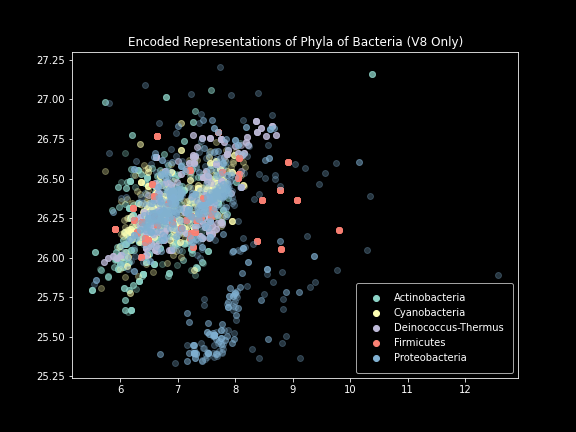 Encoded Representations of Phyla of Bacteria (V8 Only)
27.25
27.00
26.75
26.50
26.25
26.00
25.75
25.50
25.25
6 7 8 9 10 11 12
Actinobacteria
Cyanobacteria
Deinococcus-Thermus
Firmicutes
Proteobacteria